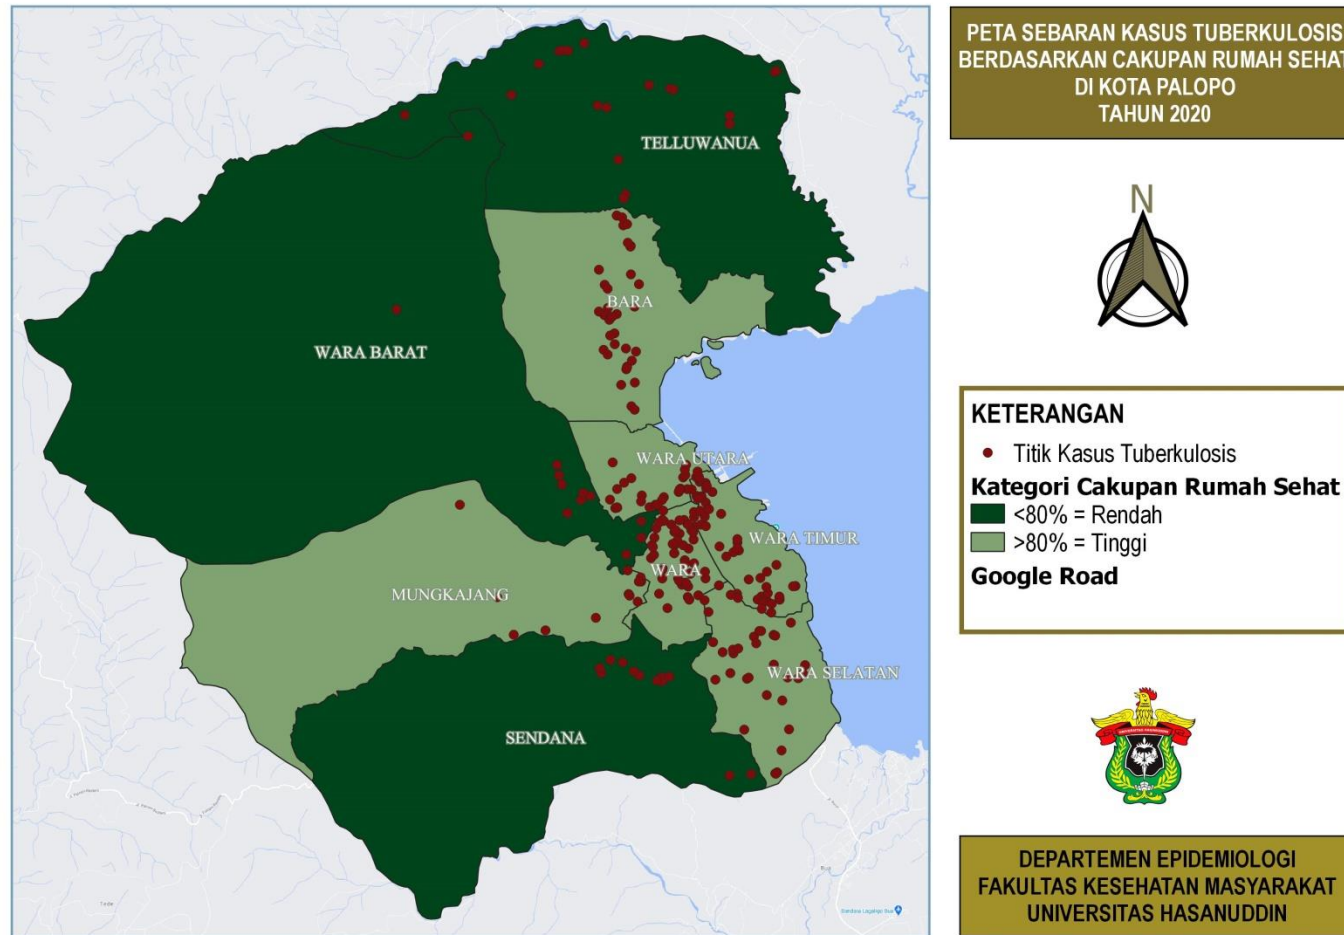 PETA SEBARAN KASUS TUBERKULOSIS
BERDASARKAN CAKUPAN RUMAH SEHAT
DI KOTA PALOPO
TAHUN 2020
N
TELLUWANUA
BARA
WARA BARAT
WARA UTARA
WARA TIMUR
WARA
MUNGKAJANG
WARA SELATAN
SENDANA
KETERANGAN
Titik Kasus Tuberkulosis
Kategori Cakupan Rumah Sehat
<80% = Rendah
>80% = Tinggi
Google Road
DEPARTEMEN EPIDEMIOLOGI
FAKULTAS KESEHATAN MASYARAKAT
UNIVERSITAS HASANUDDIN